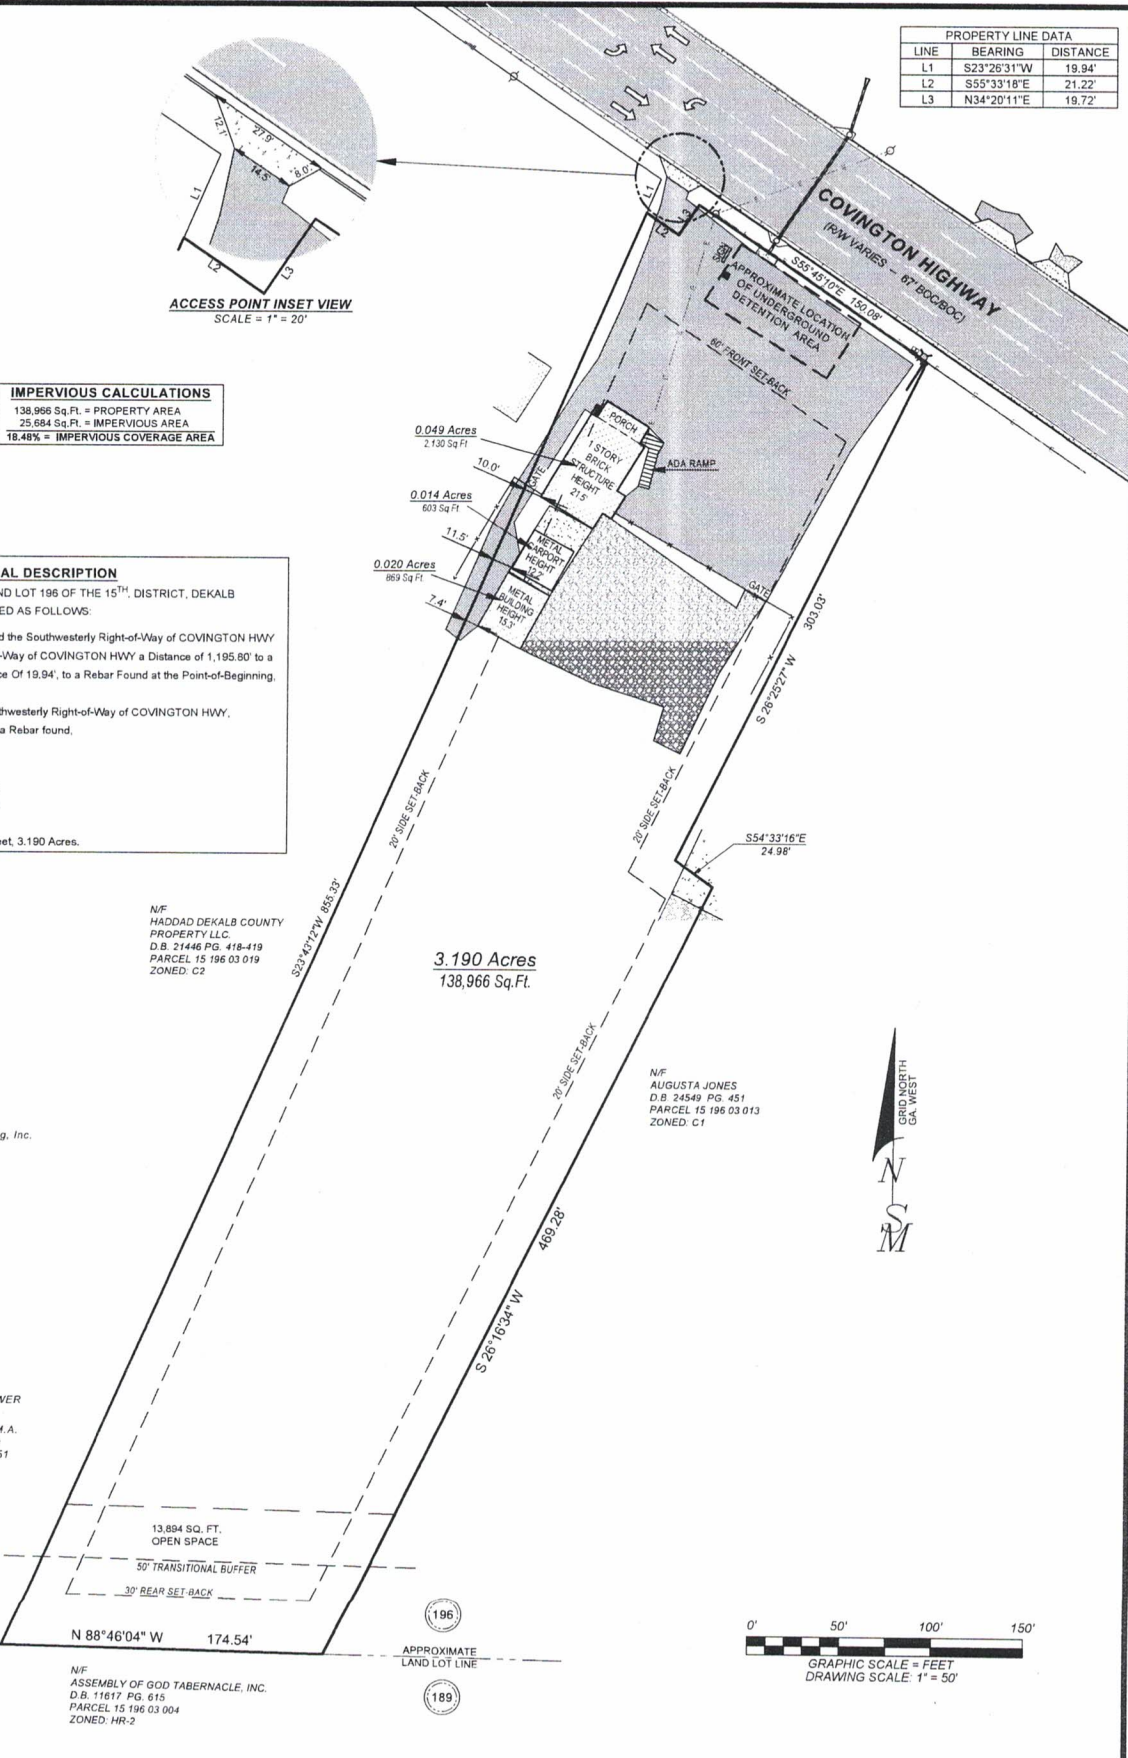 PROPERTY LINE DATA
LINE BEARING DISTANCE
L1 S23°26'31"W 19.94'
L2 S55°33'18"E 21.22'
L3 N34°20'11"E 19.72'
12.1'
27.9'
14.5'
8.0'
L1
L2
L3
ACCESS POINT INSET VIEW
SCALE = 1" = 20'
L1
L2
L3
COVINGTON HIGHWAY
(R/W VARIES - 67' BOC/BOC)
S55°45'10"E 150.08'
SIGN
APPROXIMATE LOCATION
OF UNDERGROUND
DETENTION AREA
60' FRONT SET-BACK
IMPERVIOUS CALCULATIONS
138,966 Sq.Ft. = PROPERTY AREA
25,684 Sq.Ft. = IMPERVIOUS AREA
18.48% = IMPERVIOUS COVERAGE AREA
PORCH
1 STORY
BRICK
STRUCTURE
HEIGHT
21.5'
ADA RAMP
0.049 Acres
2,130 Sq Ft
10.0'
GATE
0.014 Acres
603 Sq Ft
11.5'
METAL
CARPORT
HEIGHT
12.2'
0.020 Acres
869 Sq Ft
7.4'
METAL
BUILDING
HEIGHT
15.3'
GATE
S 26°25'27" W 303.03'
AL DESCRIPTION
ND LOT 196 OF THE 15TH, DISTRICT, DEKALB
ED AS FOLLOWS:
d the Southwesterly Right-of-Way of COVINGTON HWY
-Way of COVINGTON HWY a Distance of 1,195.80' to a
ce Of 19.94', to a Rebar Found at the Point-of-Beginning,
thwesterly Right-of-Way of COVINGTON HWY,
a Rebar found,
et, 3.190 Acres.
20' SIDE SET-BACK
20' SIDE SET-BACK
S54°33'16"E
24.98'
S23°43'12"W 855.33'
N/F
HADDAD DEKALB COUNTY
PROPERTY LLC.
D.B. 21446 PG. 418-419
PARCEL 15 196 03 019
ZONED: C2
3.190 Acres
138,966 Sq.Ft.
20' SIDE SET-BACK
N/F
AUGUSTA JONES
D.B. 24549 PG. 451
PARCEL 15 196 03 013
ZONED: C1
GRID NORTH
GA. WEST
N
S
M
g, Inc.
S 26°16'34" W 469.28'
WER
M.A.
51
13,894 SQ. FT.
OPEN SPACE
50' TRANSITIONAL BUFFER
30' REAR SET-BACK
N 88°46'04" W 174.54'
196
APPROXIMATE
LAND LOT LINE
189
N/F
ASSEMBLY OF GOD TABERNACLE, INC.
D.B. 11617 PG. 615
PARCEL 15 196 03 004
ZONED: HR-2
0' 50' 100' 150'
GRAPHIC SCALE = FEET
DRAWING SCALE: 1" = 50'